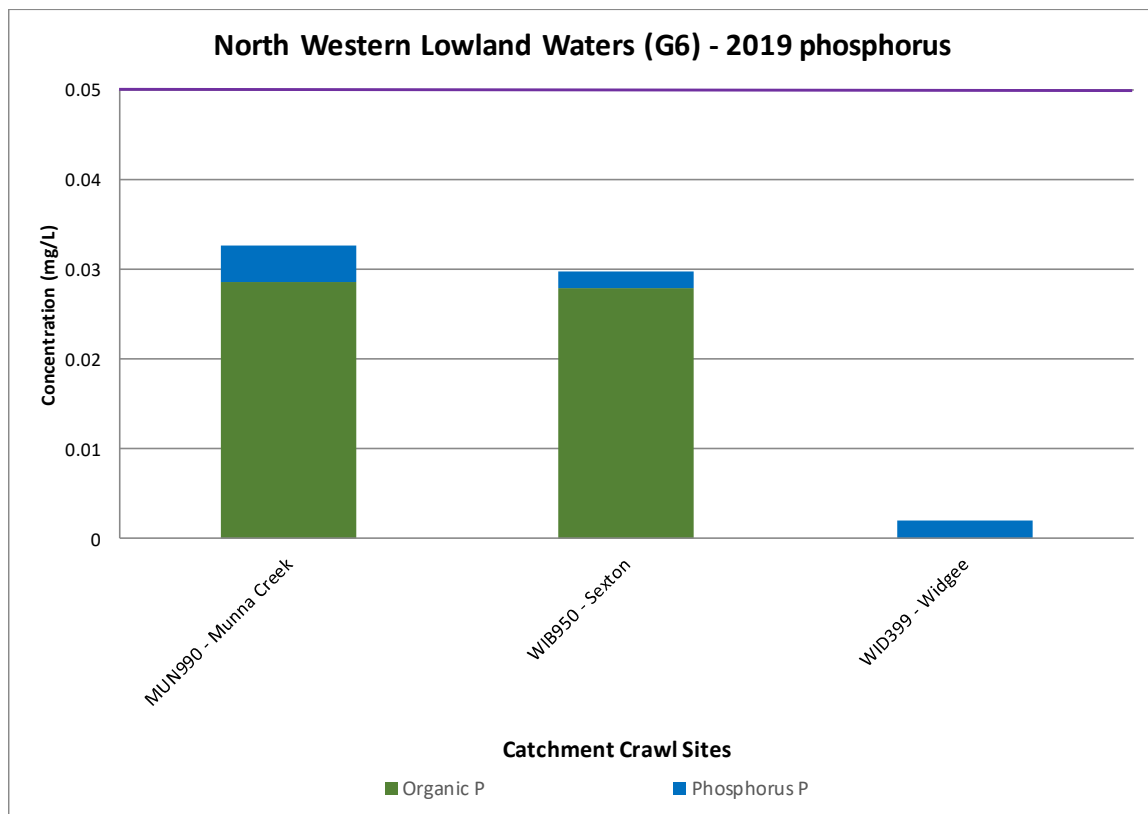 North Western Lowland Waters (G6) - 2019 phosphorus
0.05
0.04
0.03
0.02
0.01
0
Concentration (mg/L)
MUN990 - Munna Creek
WIB950 - Sexton
WID399 - Widgee
Catchment Crawl Sites
Organic P
Phosphorus P